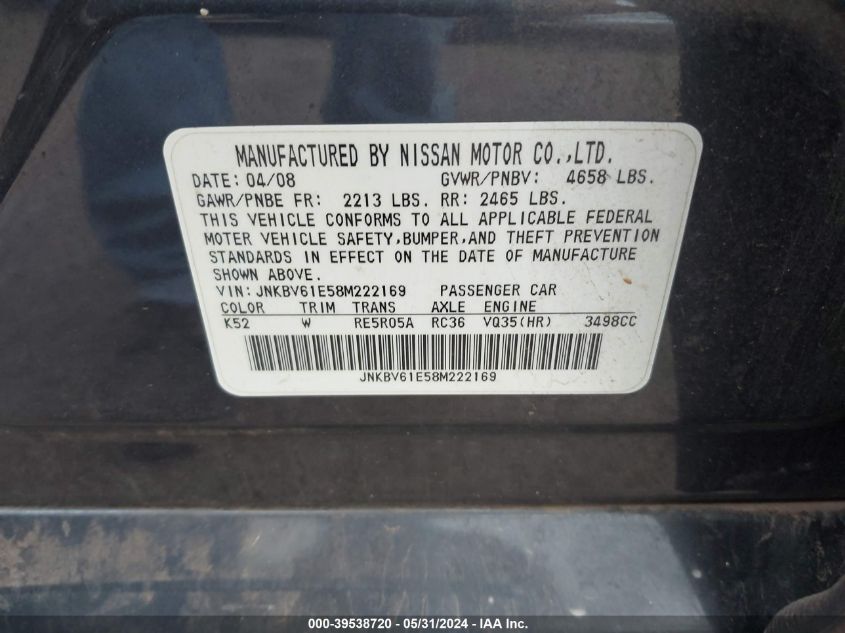 MANUFACTURED BY NISSAN MOTOR CO.,LTD.
DATE: 04/08 GVWR/PNBV: 4658 LBS.
GAWR/PNBE FR: 2213 LBS. RR: 2465 LBS.
THIS VEHICLE CONFORMS TO ALL APPLICABLE FEDERAL
MOTER VEHICLE SAFETY,BUMPER,AND THEFT PREVENTION
STANDARDS IN EFFECT ON THE DATE OF MANUFACTURE
SHOWN ABOVE.
VIN: JNKBV61E58M222169 PASSENGER CAR
COLOR TRIM TRANS AXLE ENGINE
K52 W RE5R05A RC36 VQ35(HR) 3498CC
JNKBV61E58M222169
000-39538720 - 05/31/2024 - IAA Inc.